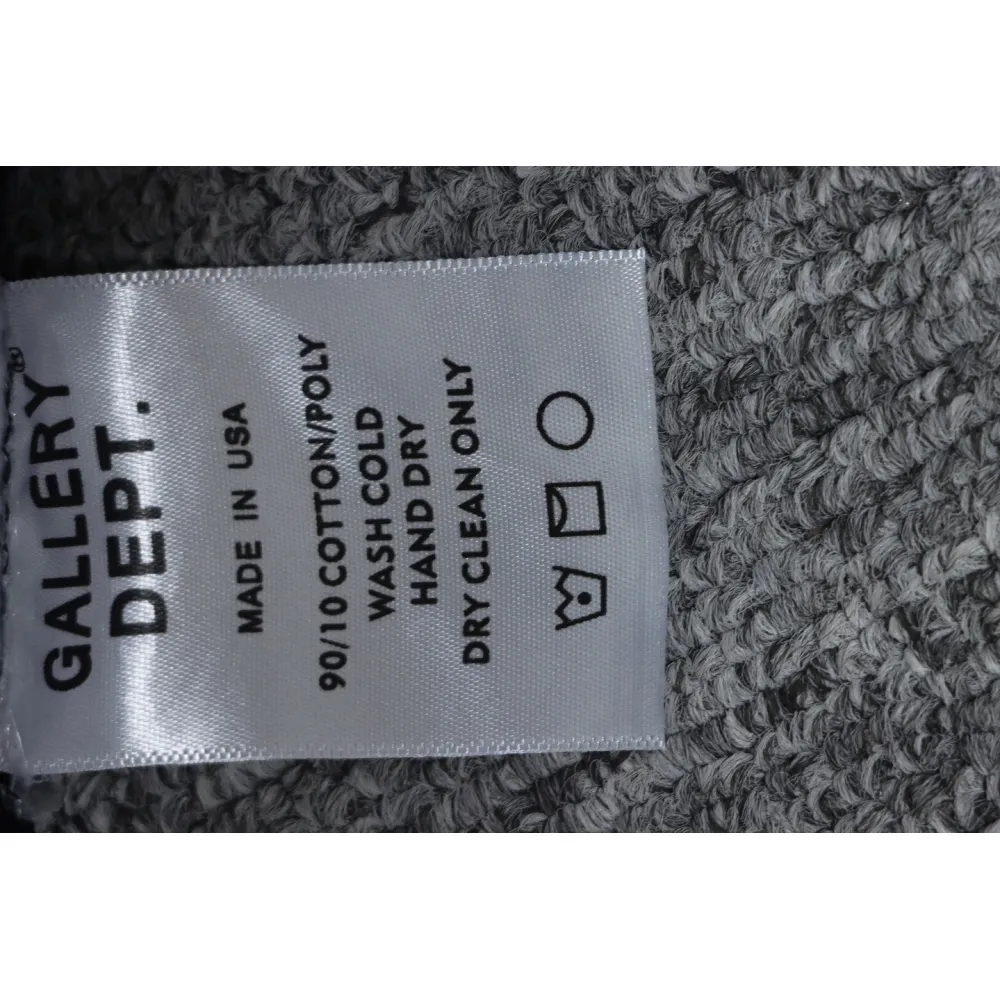 GALLERY®
DEPT.
MADE IN USA
90/10 COTTON/POLY
WASH COLD
HAND DRY
DRY CLEAN ONLY